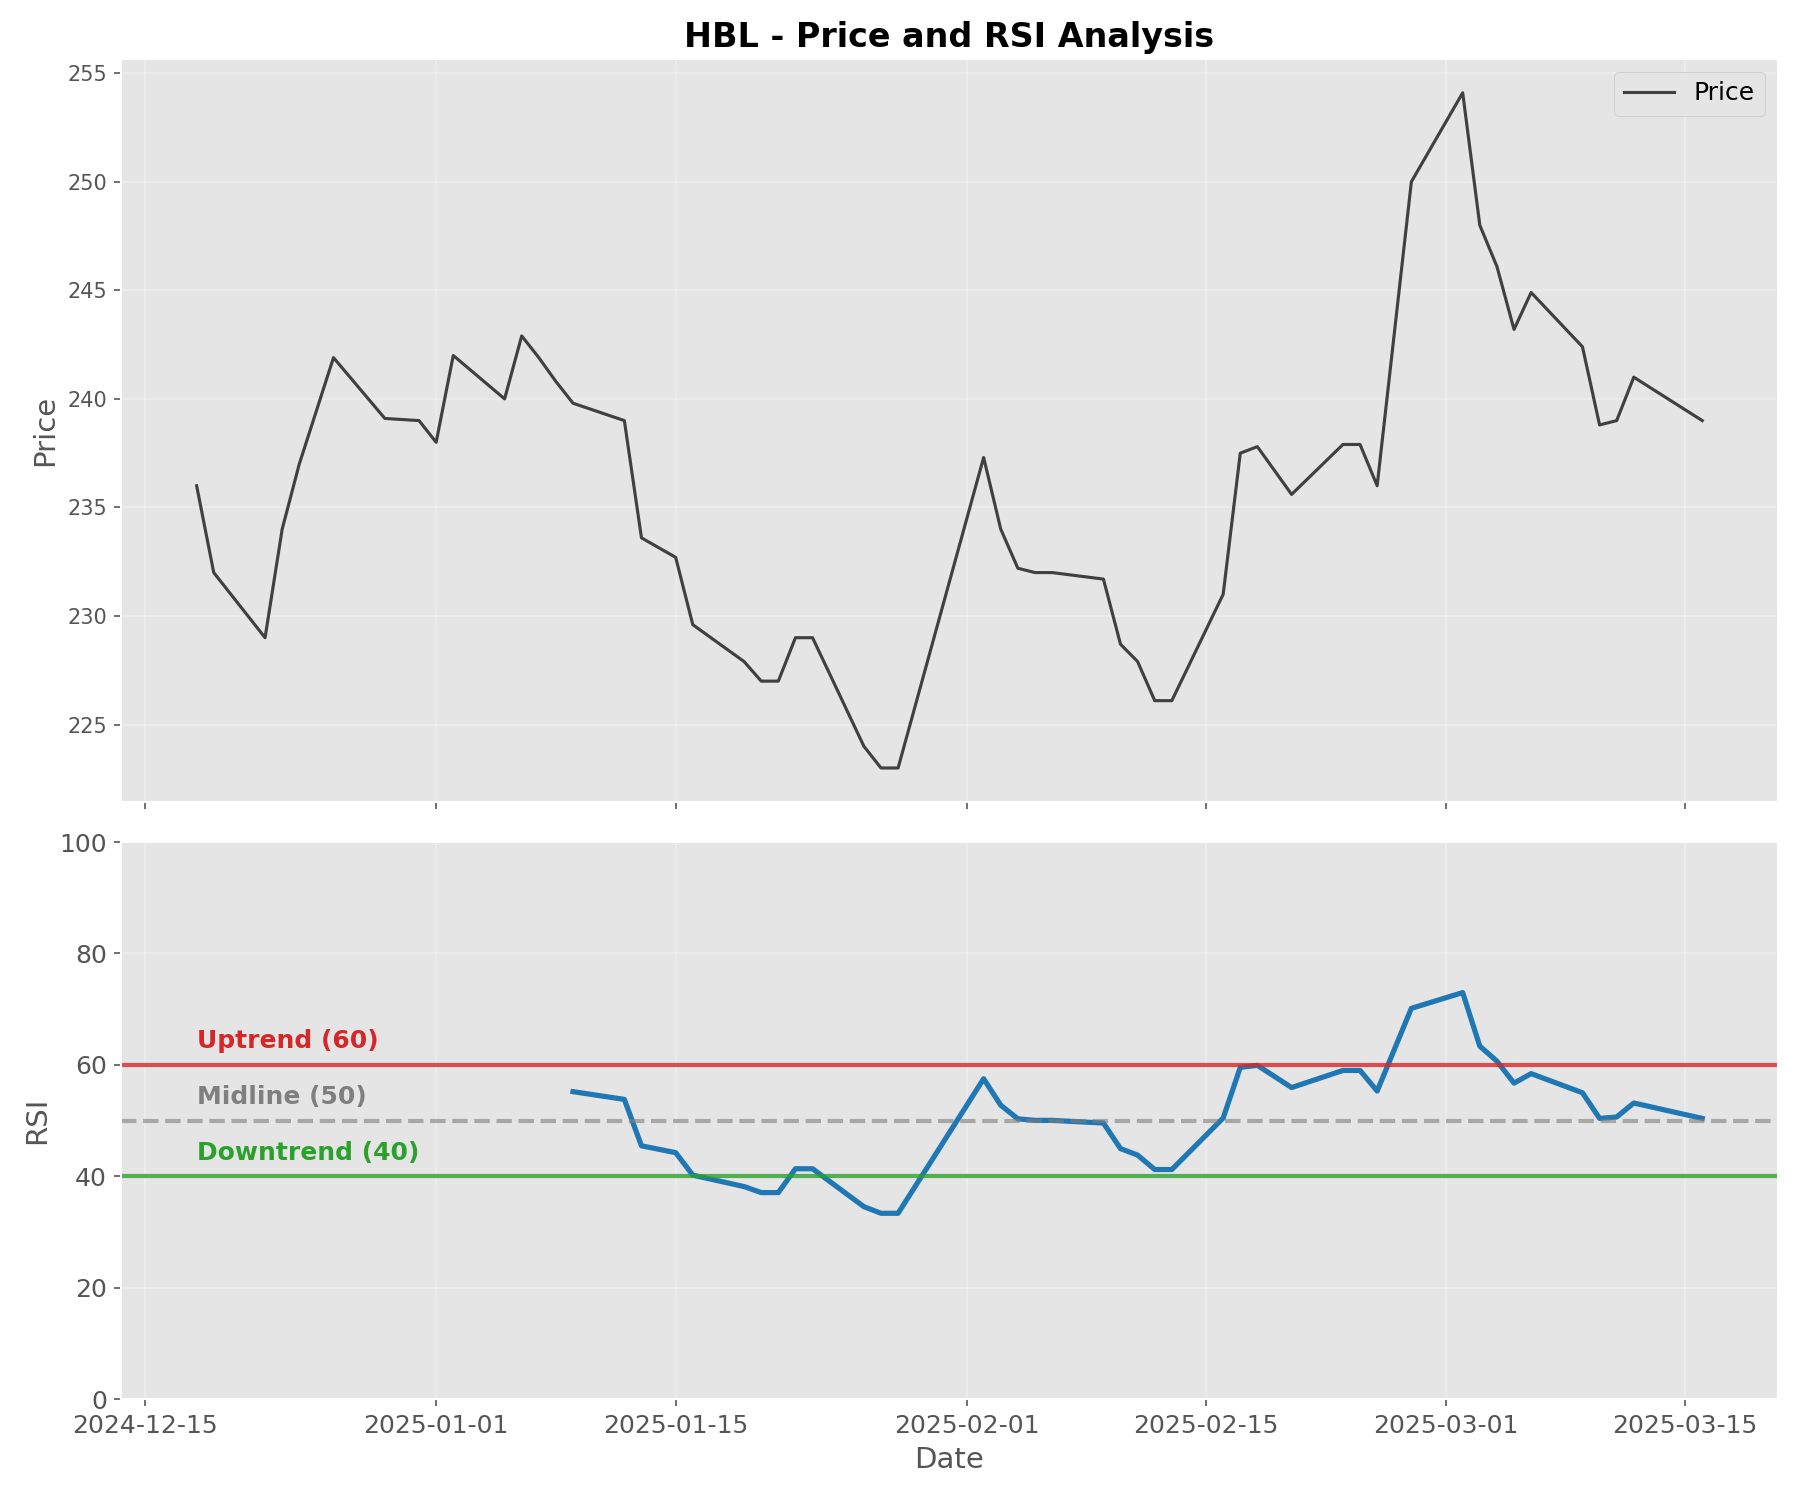 HBL - Price and RSI Analysis
Price
255
250
245
240
235
230
225
Price
100
80
60
40
20
0
RSI
Uptrend (60)
Midline (50)
Downtrend (40)
2024-12-15
2025-01-01
2025-01-15
2025-02-01
2025-02-15
2025-03-01
2025-03-15
Date